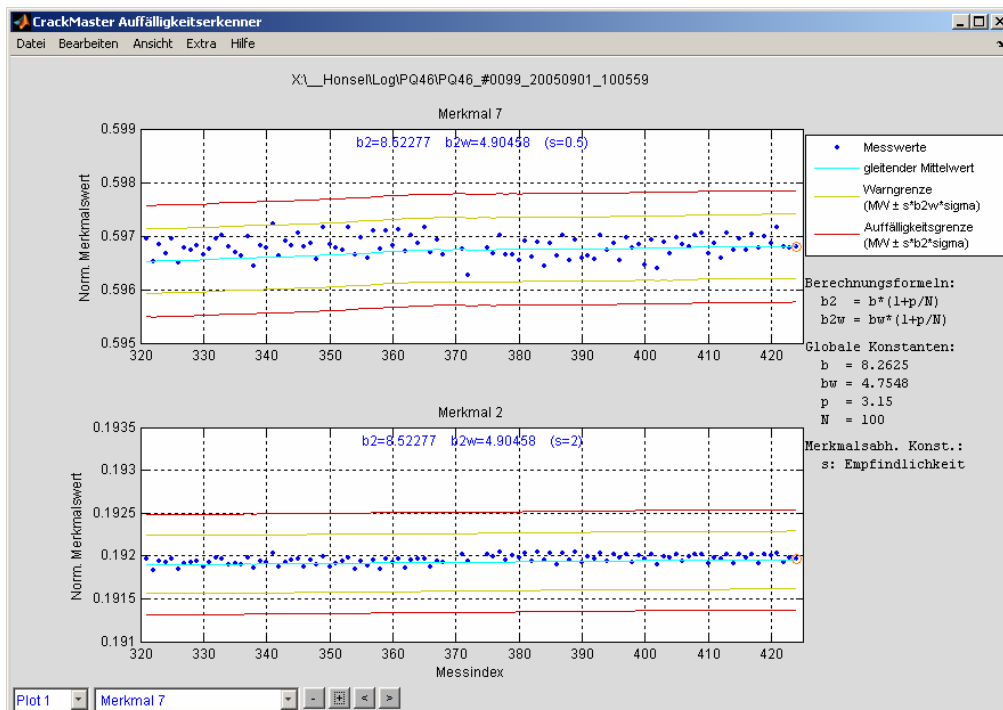 CrackMaster Auffälligkeitserkenner
Datei Bearbeiten Ansicht Extra Hilfe
X:\__Honsel\Log\PQ46\PQ46_#0099_20050901_100559
Merkmal 7
b2=8.52277 b2w=4.90458 (s=0.5)
Norm. Merkmalswert
0.599
0.598
0.597
0.596
0.595
320 330 340 350 360 370 380 390 400 410 420
Messwerte
gleitender Mittelwert
Warngrenze
(MW ± s*b2w*sigma)
Auffälligkeitsgrenze
(MW ± s*b2*sigma)
Berechnungsformeln:
b2 = b*(1+p/N)
b2w = bw*(1+p/N)
Globale Konstanten:
b = 8.2625
bw = 4.7548
p = 3.15
N = 100
Merkmalsabh. Konst.:
s: Empfindlichkeit
Merkmal 2
b2=8.52277 b2w=4.90458 (s=2)
Norm. Merkmalswert
0.1935
0.193
0.1925
0.192
0.1915
0.191
320 330 340 350 360 370 380 390 400 410 420
Messindex
Plot 1 Merkmal 7 - + < >